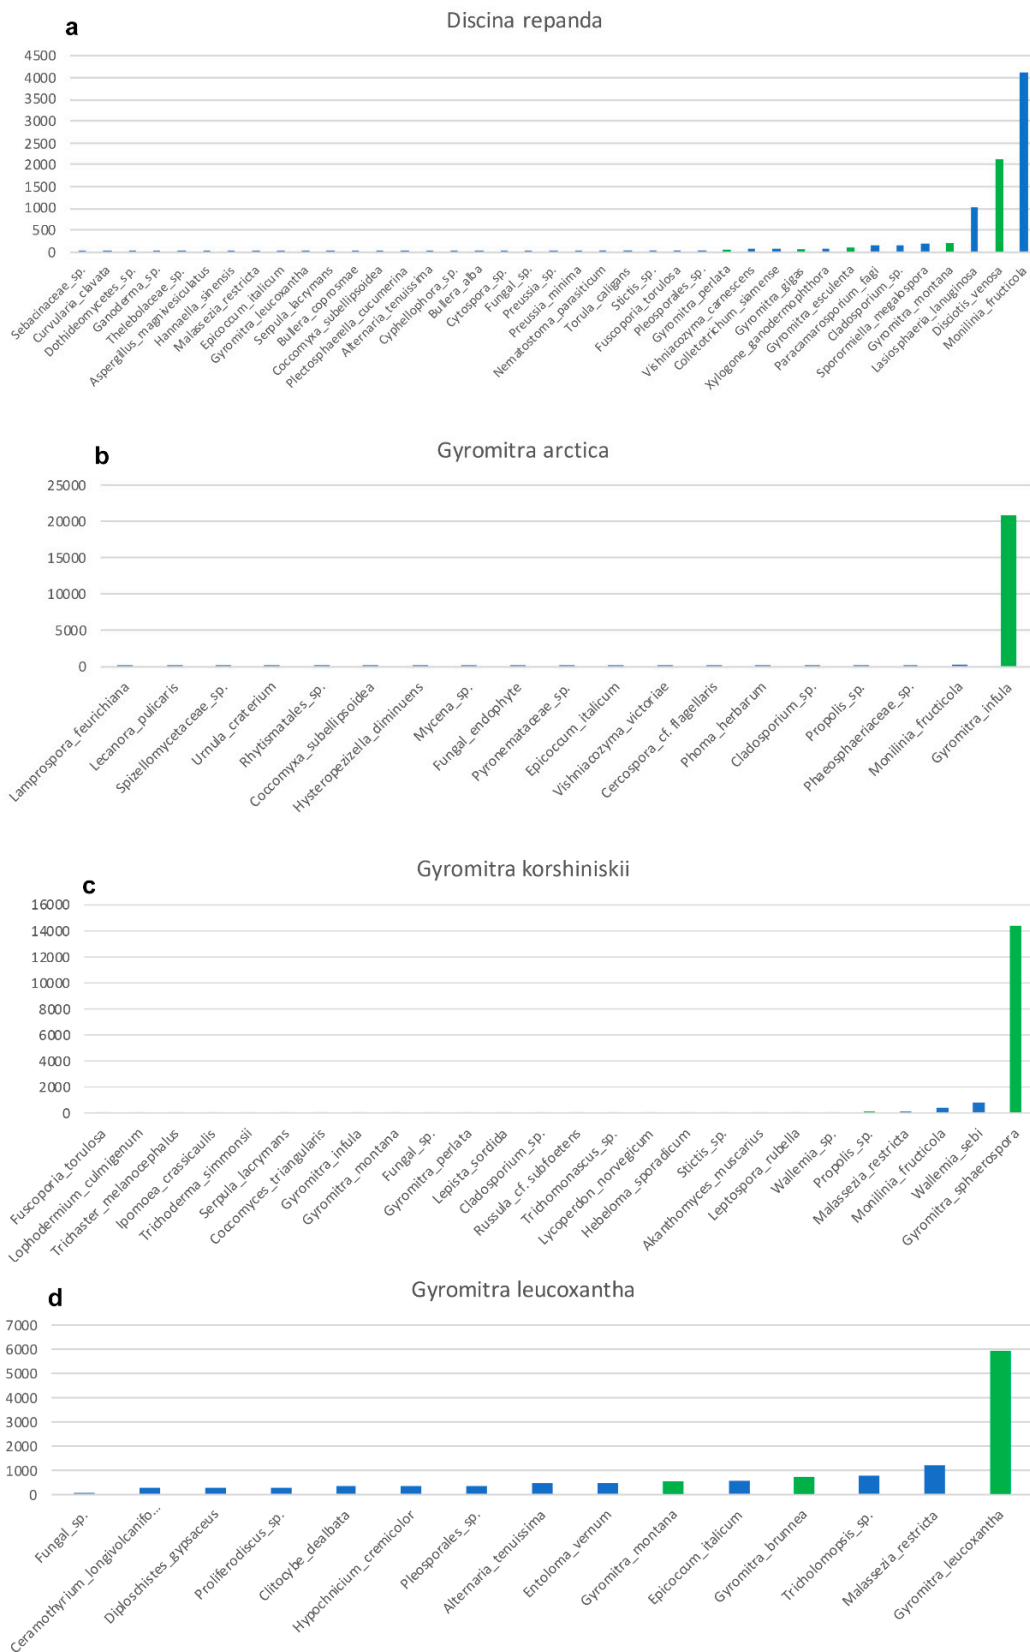 a
Discina repanda
4500
4000
3500
3000
2500
2000
1500
1000
500
0
Sebacinaceae_sp.
Curvularia_clavata
Dothideomycetes_sp.
Ganoderma_sp.
Thelebolaceae_sp.
Aspergillus_magnivesiculatus
Hannaella_sinensis
Malassezia_restricta
Epicoccum_italicum
Gyromitra_leucoxantha
Serpula_lacrymans
Bullera_coprosmae
Coccomyxa_subellipsoidea
Plectosphaerella_cucumerina
Alternaria_tenuissima
Cyphellophora_sp.
Bullera_alba
Cytospora_sp.
Fungal_sp.
Preussia_sp.
Preussia_minima
Nematostoma_parasiticum
Torula_caligans
Stictis_sp.
Fuscoporia_torulosa
Pleosporales_sp.
Gyromitra_perlata
Vishniacozyma_carnescens
Colletotrichum_siamense
Gyromitra_gigas
Xylogone_ganodermophthora
Gyromitra_esculenta
Paracamarosporium_fagi
Cladosporium_sp.
Sporormiella_megalospora
Gyromitra_montana
Lasiosphaeria_lanuginosa
Disciotis_venosa
Monilinia_fructicola
b
Gyromitra arctica
25000
20000
15000
10000
5000
0
Lamprospora_feurichiana
Lecanora_pulicaris
Spizellomycetaceae_sp.
Urnula_craterium
Rhytismatales_sp.
Coccomyxa_subellipsoidea
Hysteropezizella_diminuens
Mycena_sp.
Fungal_endophyte
Pyronemataceae_sp.
Epicoccum_italicum
Vishniacozyma_victoriae
Cercospora_cf._flagellaris
Phoma_herbarum
Cladosporium_sp.
Propolis_sp.
Phaeosphaeriaceae_sp.
Monilinia_fructicola
Gyromitra_infula
c
Gyromitra korshiniskii
16000
14000
12000
10000
8000
6000
4000
2000
0
Fuscoporia_torulosa
Lophodermium_culmigenum
Trichaster_melanocephalus
Ipomoea_crassicaulis
Trichoderma_simmonsii
Serpula_lacrymans
Coccomyces_triangularis
Gyromitra_infula
Gyromitra_montana
Fungal_sp.
Gyromitra_perlata
Lepista_sordida
Cladosporium_sp.
Russula_cf._subfoetens
Trichomonascus_sp.
Lycoperdon_norvegicum
Hebeloma_sporadicum
Stictis_sp.
Akanthomyces_muscarius
Leptospora_rubella
Wallemia_sp.
Propolis_sp.
Malassezia_restricta
Monilinia_fructicola
Wallemia_sebi
Gyromitra_sphaerospora
d
Gyromitra leucoxantha
7000
6000
5000
4000
3000
2000
1000
0
Fungal_sp.
Ceramothyrium_longivolcanifo...
Diploschistes_gypsaceus
Proliferodiscus_sp.
Clitocybe_dealbata
Hypochnicium_cremicolor
Pleosporales_sp.
Alternaria_tenuissima
Entoloma_vernum
Gyromitra_montana
Epicoccum_italicum
Gyromitra_brunnea
Tricholomopsis_sp.
Malassezia_restricta
Gyromitra_leucoxantha